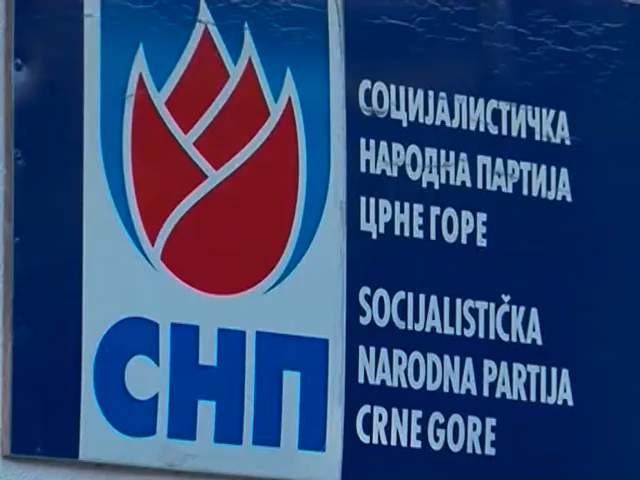 СНП
СОЦИЈАЛИСТИЧКА
НАРОДНА ПАРТИЈА
ЦРНЕ ГОРЕ
SOCIJALISTIČKA
NARODNA PARTIJA
CRNE GORE